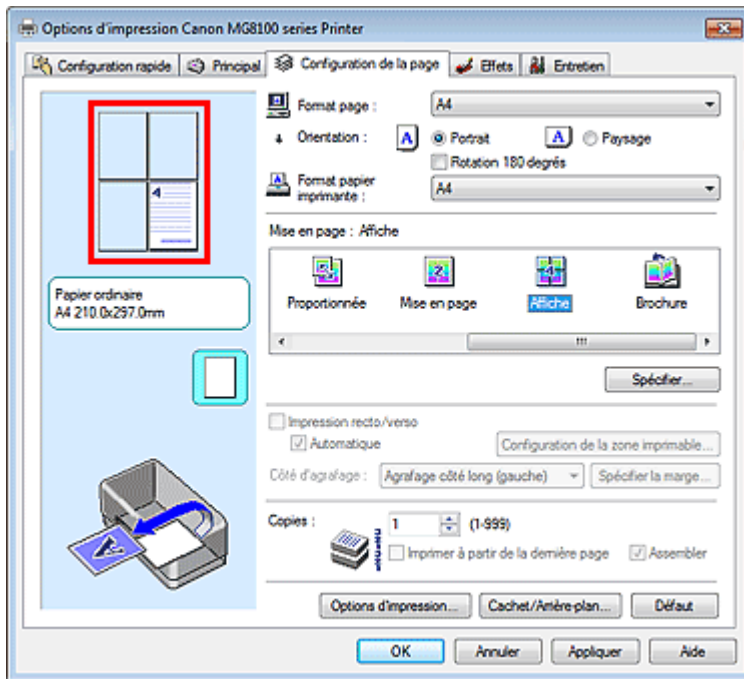 Options d'impression Canon MG8100 series Printer
Configuration rapide Principal Configuration de la page Effets Entretien
Format page : A4
Orientation : A Portrait A Paysage
Rotation 180 degrés
Format papier
imprimante : A4
4
Mise en page : Affiche
Papier ordinaire
A4 210.0x297.0mm
Proportionnée Mise en page Affiche Brochure
Spécifier...
Impression recto/verso
Automatique Configuration de la zone imprimable...
Côté d'agrafage : Agrafage côté long (gauche) Spécifier la marge...
Copies : 1 (1-999)
Imprimer à partir de la dernière page Assembler
Options d'impression... Cachet/Arrière-plan... Défaut
OK Annuler Appliquer Aide